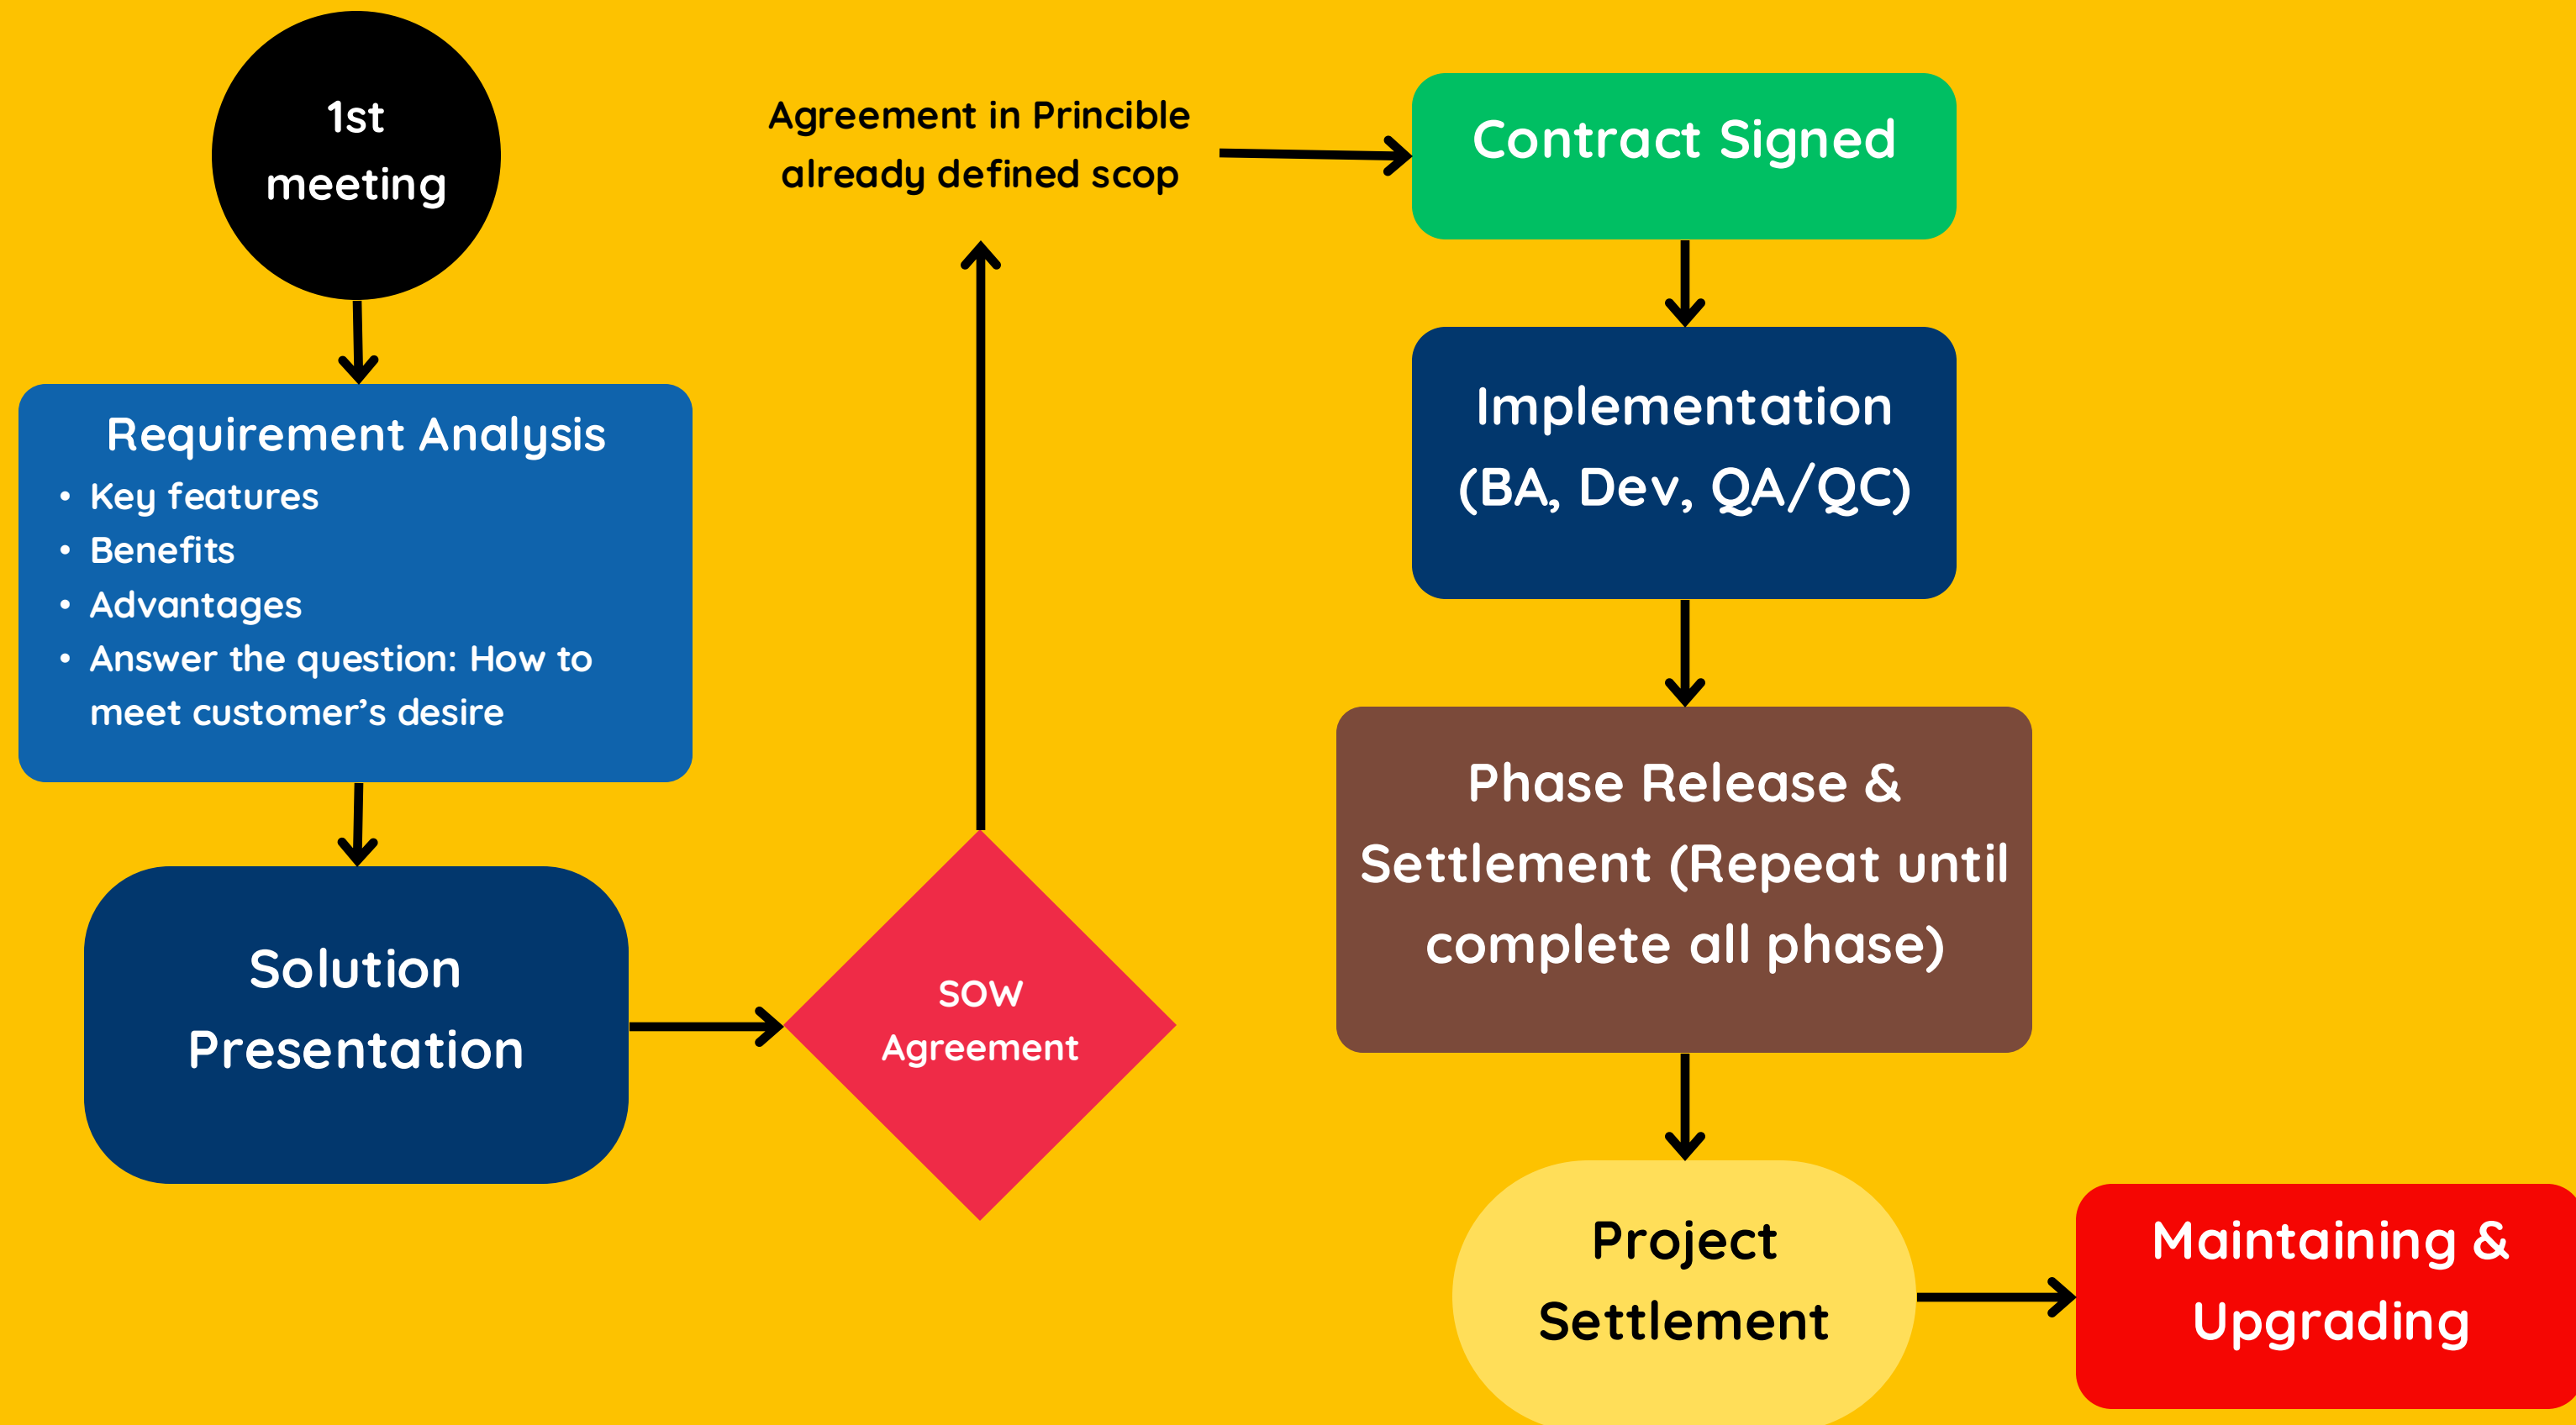 1st
meeting
Requirement Analysis
• Key features
• Benefits
• Advantages
• Answer the question: How to
meet customer’s desire
Solution
Presentation
SOW
Agreement
Agreement in Princible
already defined scop
Contract Signed
Implementation
(BA, Dev, QA/QC)
Phase Release &
Settlement (Repeat until
complete all phase)
Project
Settlement
Maintaining &
Upgrading